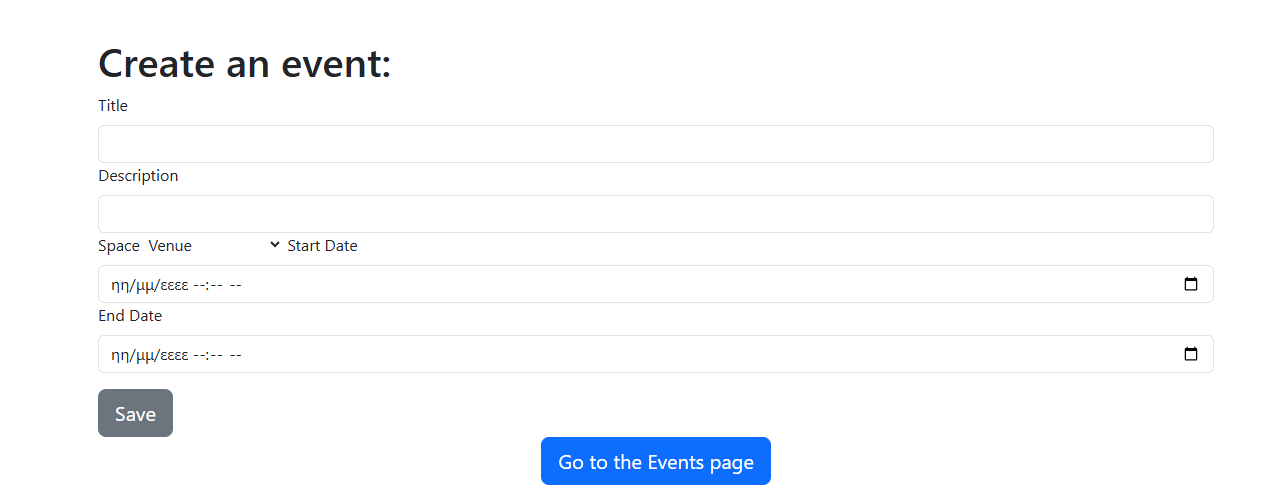 Create an event:
Title
Description
Space Venue Start Date
ηη/μμ/εεεε --:-- --
End Date
ηη/μμ/εεεε --:-- --
Save
Go to the Events page